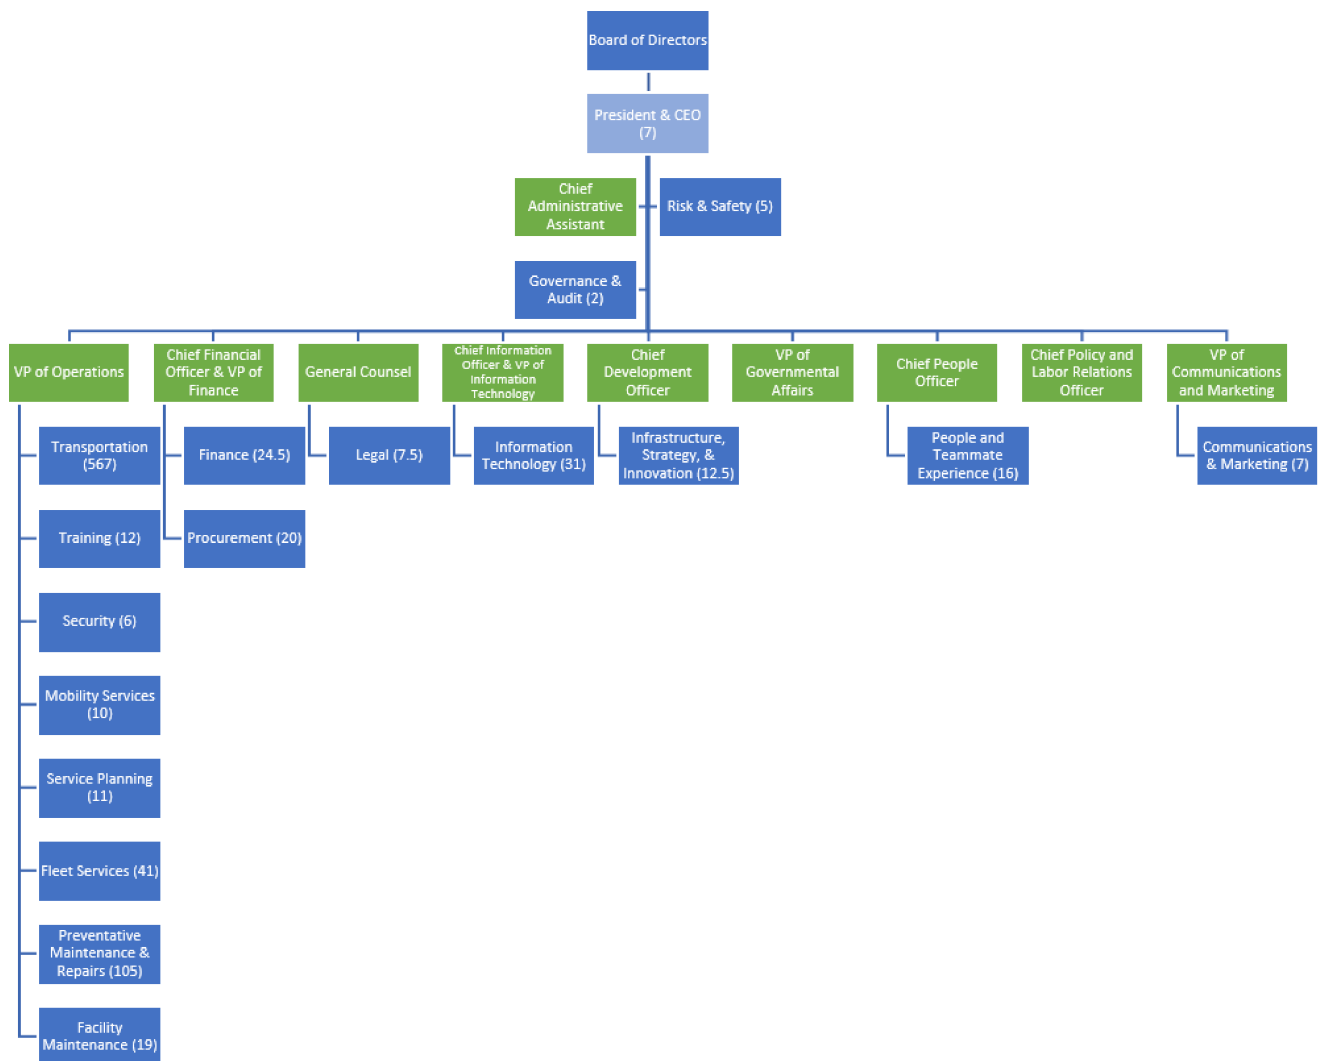 Board of Directors
President & CEO
(7)
Chief
Administrative
Assistant
Risk & Safety (5)
Governance &
Audit (2)
VP of Operations
Chief Financial
Officer & VP of
Finance
General Counsel
Chief Information
Officer & VP of
Information
Technology
Chief
Development
Officer
VP of
Governmental
Affairs
Chief People
Officer
Chief Policy and
Labor Relations
Officer
VP of
Communications
and Marketing
Transportation
(567)
Finance (24.5)
Legal (7.5)
Information
Technology (31)
Infrastructure,
Strategy, &
Innovation (12.5)
People and
Teammate
Experience (16)
Communications
& Marketing (7)
Training (12)
Procurement (20)
Security (6)
Mobility Services
(10)
Service Planning
(11)
Fleet Services (41)
Preventative
Maintenance &
Repairs (105)
Facility
Maintenance (19)